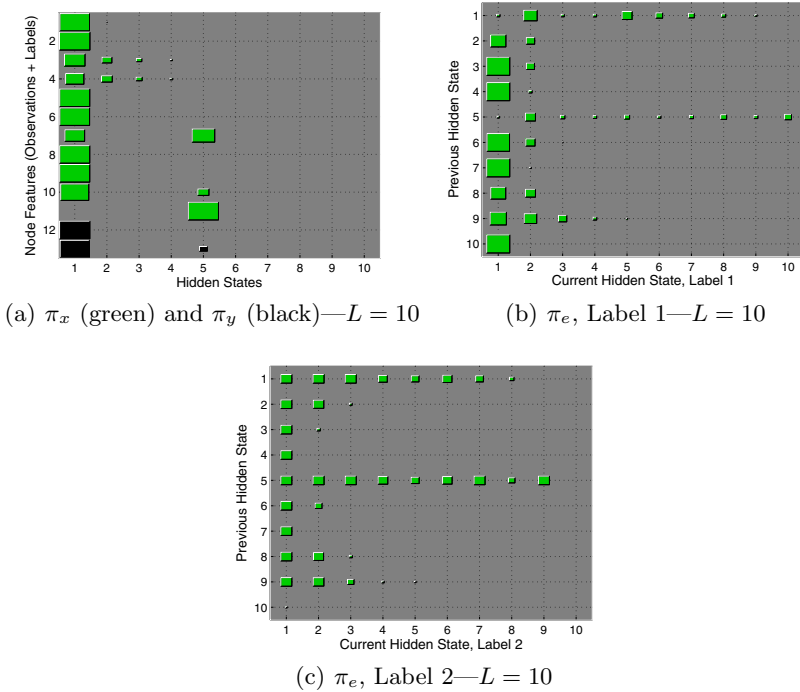 Node Features (Observations + Labels)
2
4
6
8
10
12
1 2 3 4 5 6 7 8 9 10
Hidden States
(a) πx (green) and πy (black)—L = 10
Previous Hidden State
1
2
3
4
5
6
7
8
9
10
1 2 3 4 5 6 7 8 9 10
Current Hidden State, Label 1
(b) πe, Label 1—L = 10
Previous Hidden State
1
2
3
4
5
6
7
8
9
10
1 2 3 4 5 6 7 8 9 10
Current Hidden State, Label 2
(c) πe, Label 2—L = 10